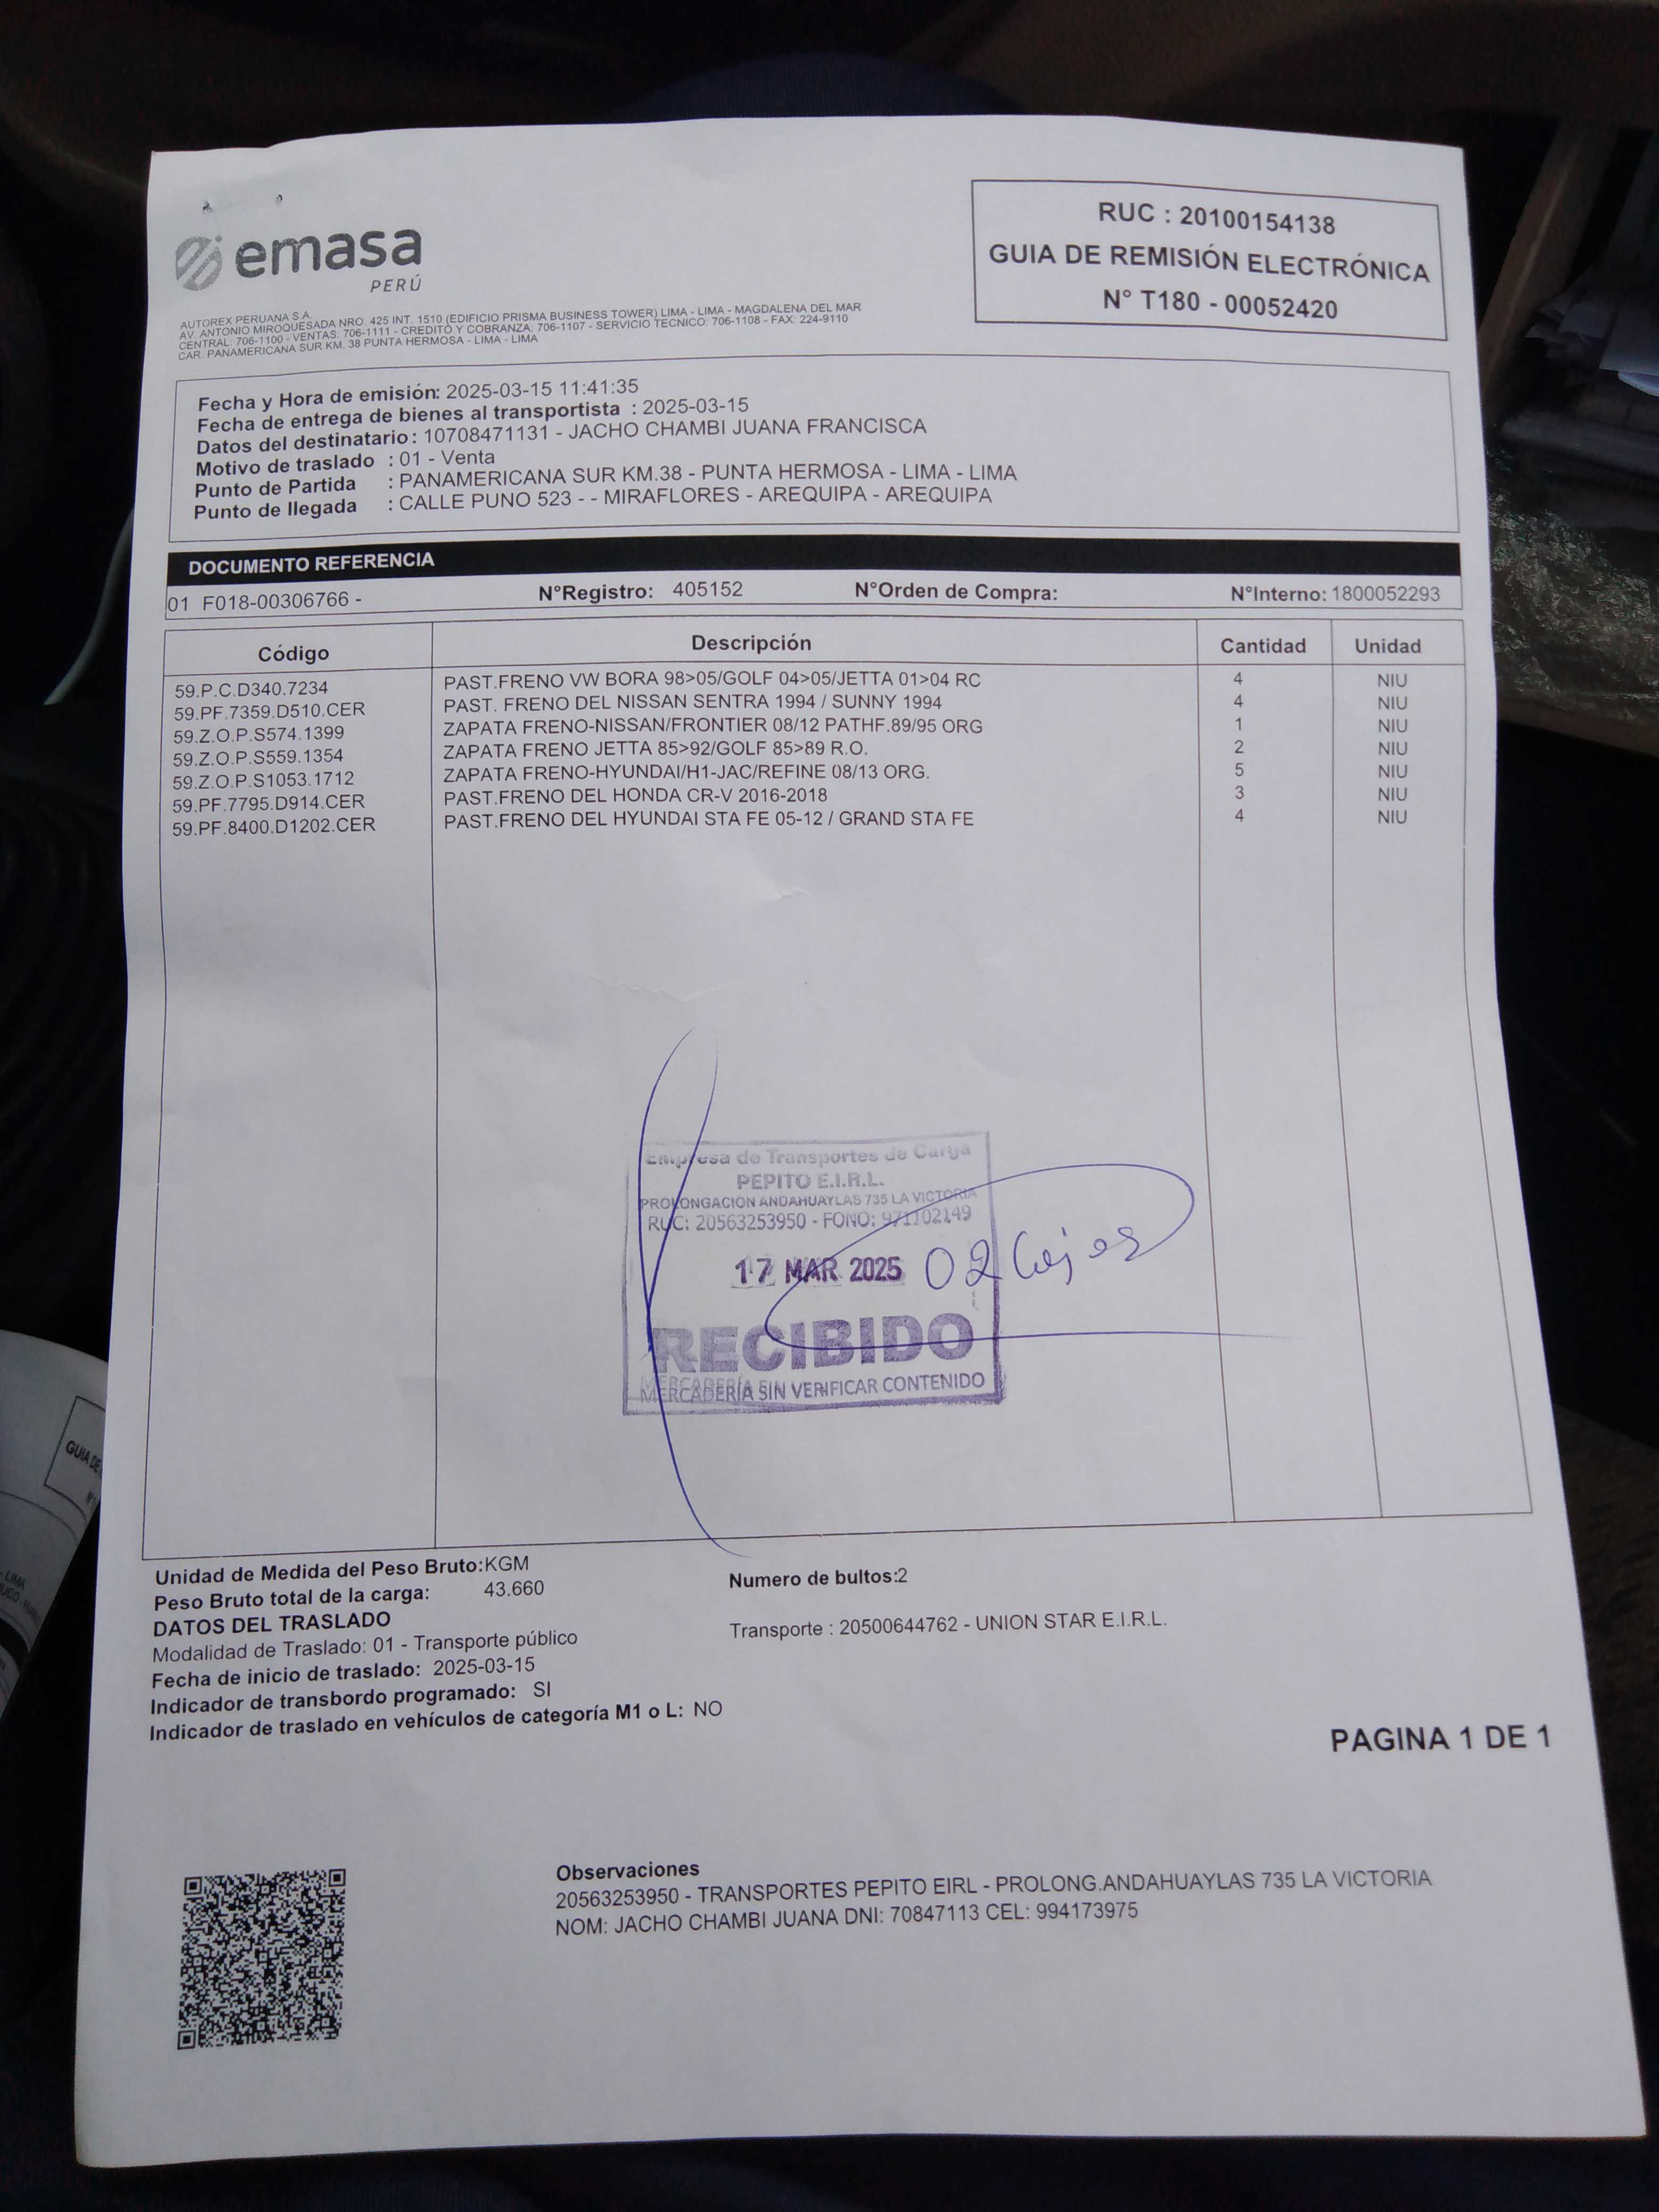 emasa
PERÚ
RUC : 20100154138
GUIA DE REMISIÓN ELECTRÓNICA
N° T180 - 00052420
AUTOREX PERUANA S.A.
AV. ANTONIO MIROQUESADA NRO. 425 INT. 1510 (EDIFICIO PRISMA BUSINESS TOWER) LIMA - LIMA - MAGDALENA DEL MAR
CENTRAL: 706-1100 - VENTAS: 706-1111 - CREDITO Y COBRANZA: 706-1107 - SERVICIO TECNICO: 706-1108 - FAX: 224-9110
CAR. PANAMERICANA SUR KM. 38 PUNTA HERMOSA - LIMA - LIMA
Fecha y Hora de emisión: 2025-03-15 11:41:35
Fecha de entrega de bienes al transportista : 2025-03-15
Datos del destinatario : 10708471131 - JACHO CHAMBI JUANA FRANCISCA
Motivo de traslado : 01 - Venta
Punto de Partida : PANAMERICANA SUR KM.38 - PUNTA HERMOSA - LIMA - LIMA
Punto de llegada : CALLE PUNO 523 - - MIRAFLORES - AREQUIPA - AREQUIPA
DOCUMENTO REFERENCIA
01 F018-00306766 - N°Registro: 405152 N°Orden de Compra: N°Interno: 1800052293
Código Descripción Cantidad Unidad
59.P.C.D340.7234 PAST.FRENO VW BORA 98>05/GOLF 04>05/JETTA 01>04 RC 4 NIU
59.PF.7359.D510.CER PAST. FRENO DEL NISSAN SENTRA 1994 / SUNNY 1994 4 NIU
59.Z.O.P.S574.1399 ZAPATA FRENO-NISSAN/FRONTIER 08/12 PATHF.89/95 ORG 1 NIU
59.Z.O.P.S559.1354 ZAPATA FRENO JETTA 85>92/GOLF 85>89 R.O. 2 NIU
59.Z.O.P.S1053.1712 ZAPATA FRENO-HYUNDAI/H1-JAC/REFINE 08/13 ORG. 5 NIU
59.PF.7795.D914.CER PAST.FRENO DEL HONDA CR-V 2016-2018 3 NIU
59.PF.8400.D1202.CER PAST.FRENO DEL HYUNDAI STA FE 05-12 / GRAND STA FE 4 NIU
Empresa de Transportes de Carga
PEPITO E.I.R.L.
PROLONGACION ANDAHUAYLAS 735 LA VICTORIA
RUC: 20563253950 - FONO: 971102149
17 MAR 2025 02 Cajas
RECIBIDO
MERCADERÍA SIN VERIFICAR CONTENIDO
Unidad de Medida del Peso Bruto:KGM
Peso Bruto total de la carga: 43.660 Numero de bultos:2
DATOS DEL TRASLADO
Modalidad de Traslado: 01 - Transporte público Transporte : 20500644762 - UNION STAR E.I.R.L.
Fecha de inicio de traslado: 2025-03-15
Indicador de transbordo programado: SI
Indicador de traslado en vehículos de categoría M1 o L: NO
PAGINA 1 DE 1
Observaciones
20563253950 - TRANSPORTES PEPITO EIRL - PROLONG.ANDAHUAYLAS 735 LA VICTORIA
NOM: JACHO CHAMBI JUANA DNI: 70847113 CEL: 994173975
GUIA DE
LIMA